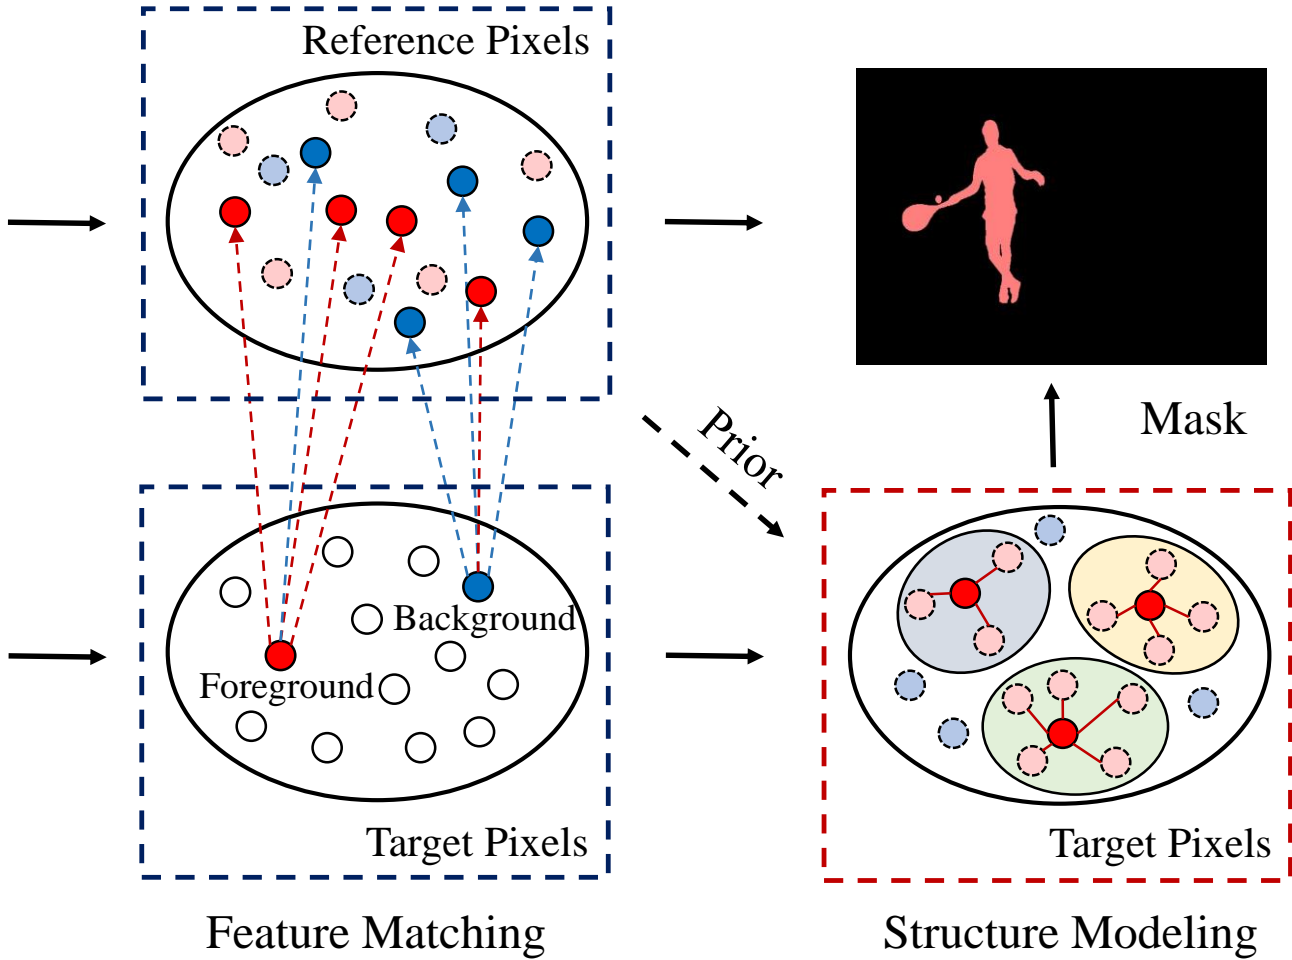 Reference Pixels
Prior
Mask
Background
Foreground
Target Pixels
Target Pixels
Feature Matching
Structure Modeling